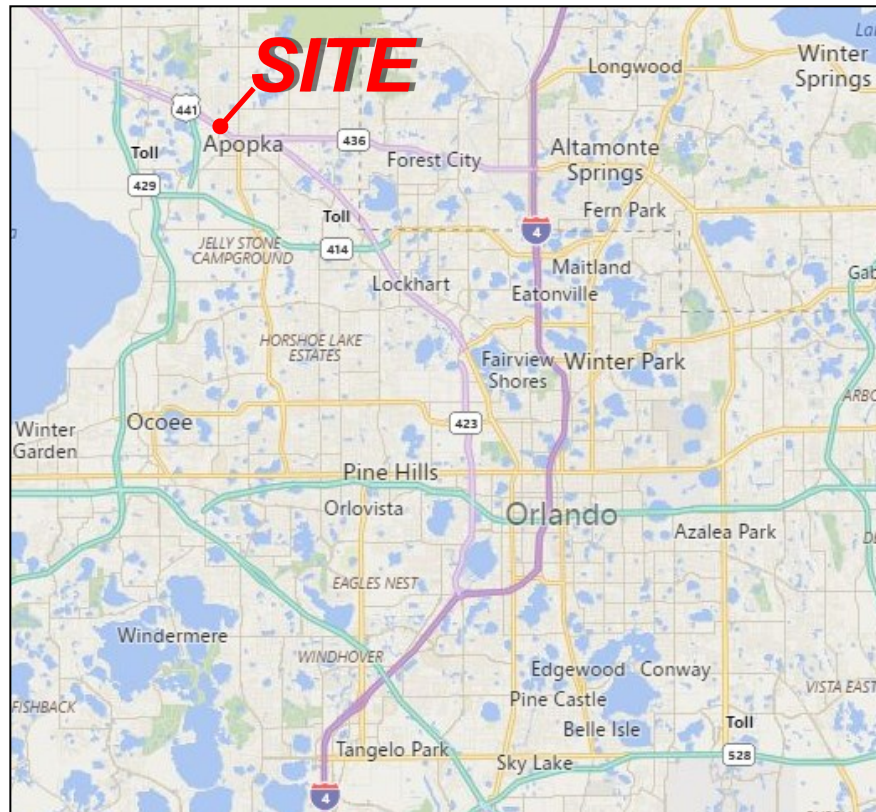 SITE
Longwood
Winter
Springs
441
Apopka
436
Toll
Forest City
Altamonte
Springs
429
Fern Park
Toll
4
JELLY STONE
CAMPGROUND
414
Maitland
Lockhart
Eatonville
HORSHOE LAKE
ESTATES
Fairview
Shores
Winter Park
Ocoee
423
Winter
Garden
Pine Hills
Orlovista
Orlando
Azalea Park
EAGLES NEST
Windermere
WINDHOVER
Edgewood
Conway
FISHBACK
Pine Castle
VISTA EAST
Belle Isle
Toll
Tangelo Park
Sky Lake
528
4